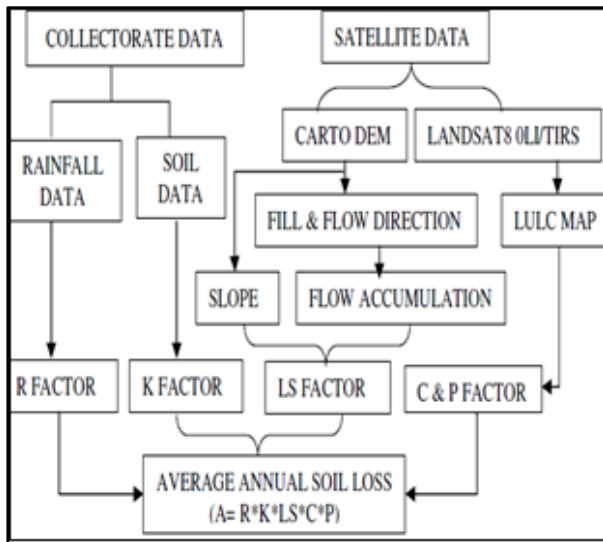 COLLECTORATE DATA
SATELLITE DATA
CARTO DEM
LANDSAT8 0LI/TIRS
RAINFALL
DATA
SOIL
DATA
FILL & FLOW DIRECTION
LULC MAP
SLOPE
FLOW ACCUMULATION
R FACTOR
K FACTOR
LS FACTOR
C & P FACTOR
AVERAGE ANNUAL SOIL LOSS
(A= R*K*LS*C*P)